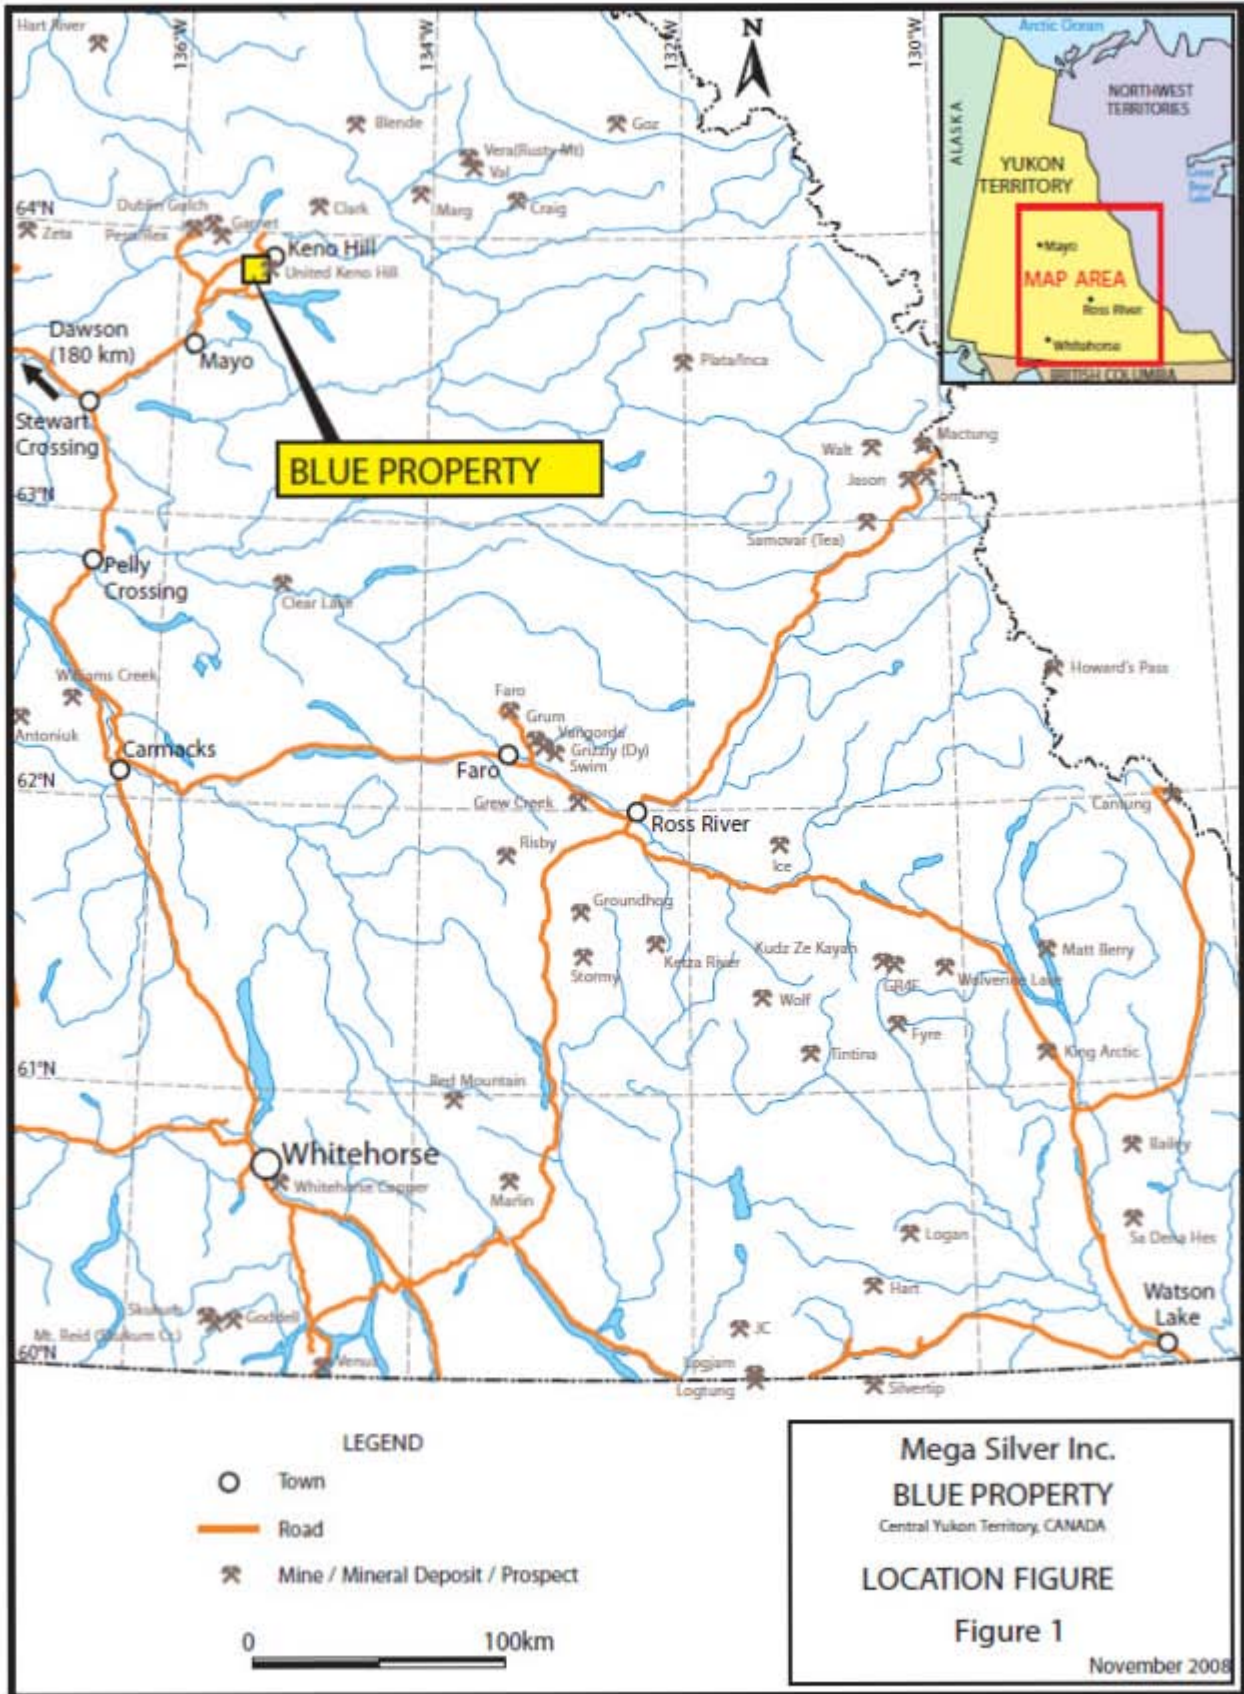 Hart River
136°W
134°W
132°W
130°W
N
Arctic Ocean
NORTHWEST
TERRITORIES
ALASKA
YUKON
TERRITORY
Great
Bear
Lake
Mayo
MAP AREA
Ross River
Whitehorse
BRITISH COLUMBIA
Blende
Goz
Vera(Rusty Mt)
Val
Dublin Gulch
Clark
Marg
Craig
64°N
Zeta
Peso/Rex
Garnet
Keno Hill
United Keno Hill
Dawson
(180 km)
Mayo
Plata/Inca
Stewart
Crossing
BLUE PROPERTY
Walt
Mactung
Jason
Tom
63°N
Samovar (Tea)
Pelly
Crossing
Clear Lake
Williams Creek
Howard's Pass
Antoniuk
Faro
Grum
Vangorda
Grizzly (Dy)
Swim
Carmacks
Faro
62°N
Grew Creek
Cantung
Ross River
Risby
Ice
Groundhog
Stormy
Ketza River
Kudz Ze Kayah
GP4F
Wolverine Lake
Matt Berry
Wolf
Fyre
Tintina
King Arctic
61°N
Red Mountain
Whitehorse
Whitehorse Copper
Marlin
Bailey
Logan
Sa Dena Hes
Hart
Watson
Lake
Skukum
Goddell
Mt. Reid (Skukum Cr.)
JC
60°N
Venus
Logjam
Logtung
Silvertip
LEGEND
Town
Road
Mine / Mineral Deposit / Prospect
0
100km
Mega Silver Inc.
BLUE PROPERTY
Central Yukon Territory, CANADA
LOCATION FIGURE
Figure 1
November 2008